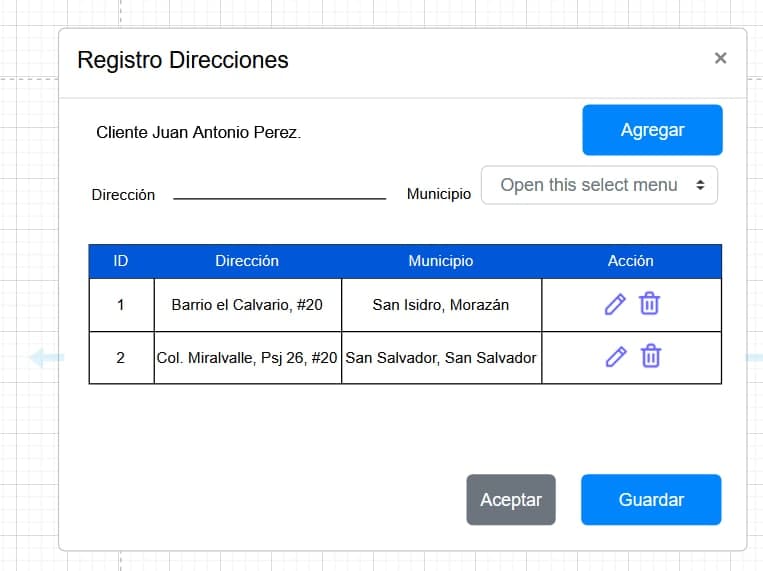 Registro Direcciones ×
Cliente Juan Antonio Perez.
Agregar
Dirección Municipio Open this select menu
ID Dirección Municipio Acción
1 Barrio el Calvario, #20 San Isidro, Morazán
2 Col. Miralvalle, Psj 26, #20 San Salvador, San Salvador
Aceptar Guardar